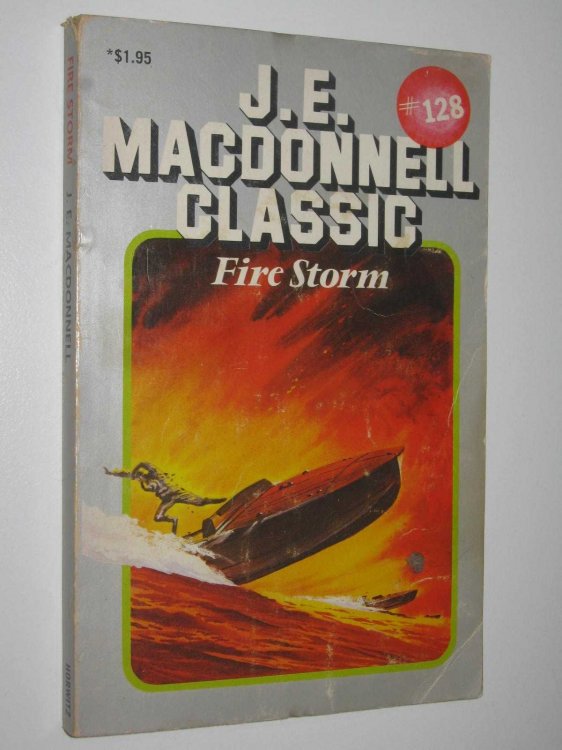 *$1.95
J.E.
MACDONNELL
CLASSIC
#128
Fire Storm
FIRE STORM
J. E. MACDONNELL
HORWITZ